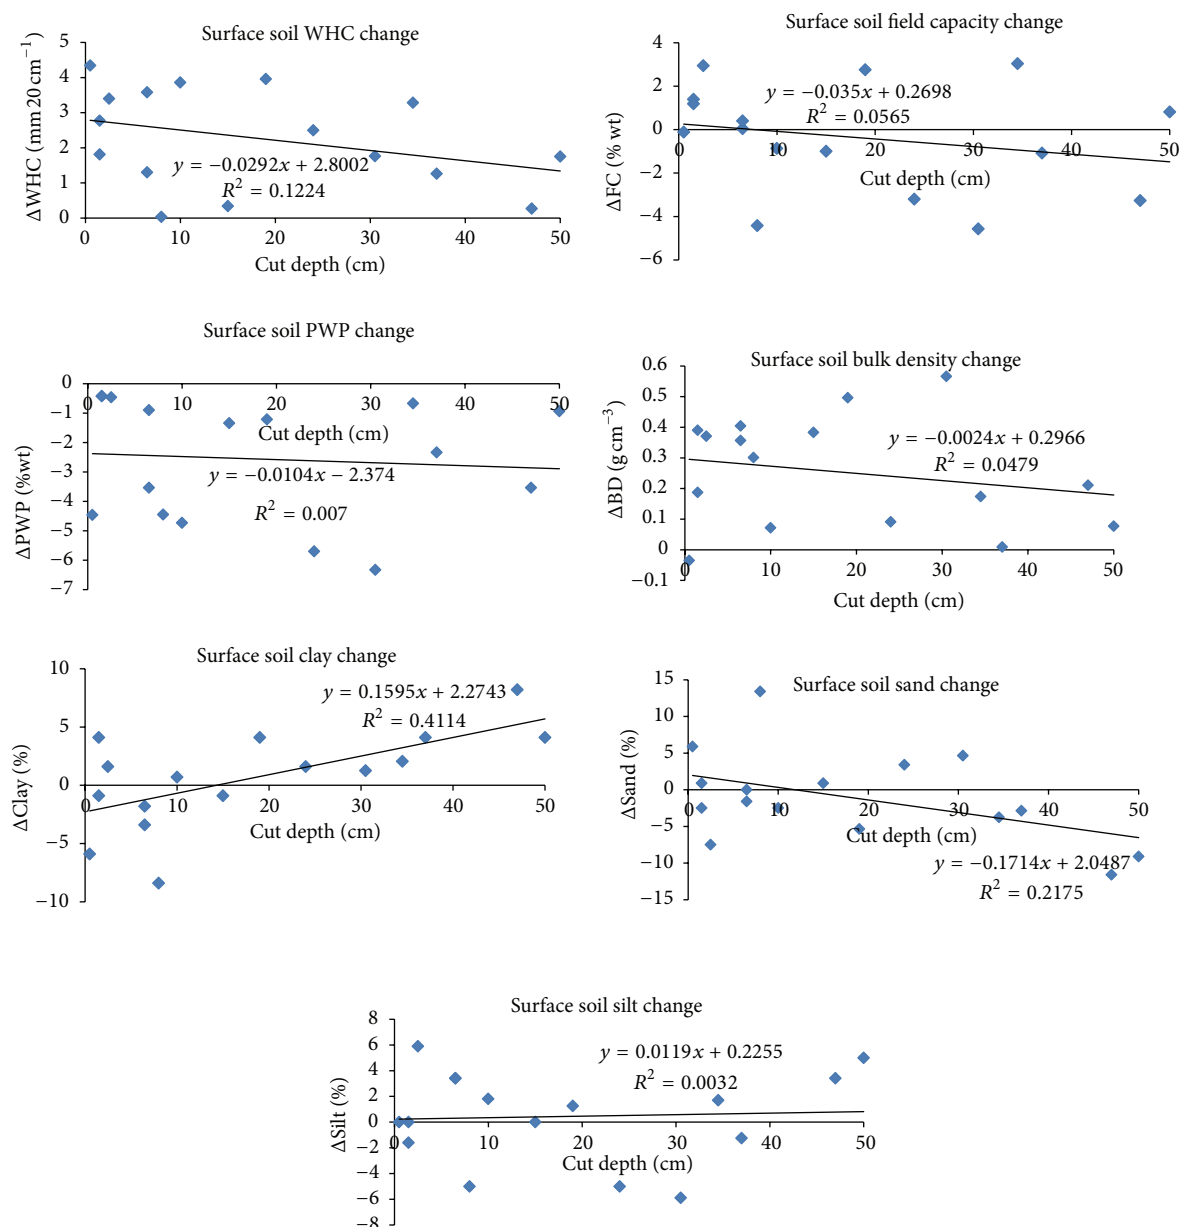 Surface soil WHC change
ΔWHC (mm 20 cm⁻¹)
5
4
3
2
1
0
y = −0.0292x + 2.8002
R² = 0.1224
0 10 20 30 40 50
Cut depth (cm)
Surface soil field capacity change
ΔFC (% wt)
4
2
0
−2
−4
−6
y = −0.035x + 0.2698
R² = 0.0565
0 10 20 30 40 50
Cut depth (cm)
Surface soil PWP change
ΔPWP (%wt)
0
−1
−2
−3
−4
−5
−6
−7
0 10 20 30 40 50
Cut depth (cm)
y = −0.0104x − 2.374
R² = 0.007
Surface soil bulk density change
ΔBD (g cm⁻³)
0.6
0.5
0.4
0.3
0.2
0.1
0
−0.1
y = −0.0024x + 0.2966
R² = 0.0479
0 10 20 30 40 50
Cut depth (cm)
Surface soil clay change
ΔClay (%)
10
5
0
−5
−10
y = 0.1595x + 2.2743
R² = 0.4114
0 10 20 30 40 50
Cut depth (cm)
Surface soil sand change
ΔSand (%)
15
10
5
0
−5
−10
−15
0 10 20 30 40 50
Cut depth (cm)
y = −0.1714x + 2.0487
R² = 0.2175
Surface soil silt change
ΔSilt (%)
8
6
4
2
0
−2
−4
−6
−8
y = 0.0119x + 0.2255
R² = 0.0032
0 10 20 30 40 50
Cut depth (cm)